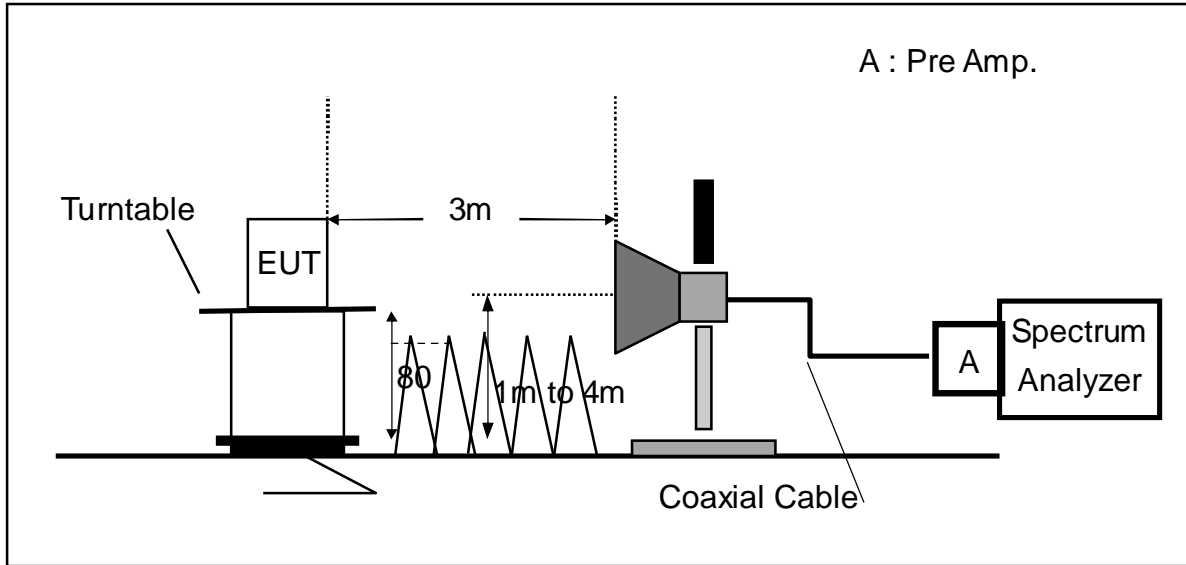 A : Pre Amp.
Turntable
3m
EUT
80
1m to 4m
A
Spectrum
Analyzer
Coaxial Cable